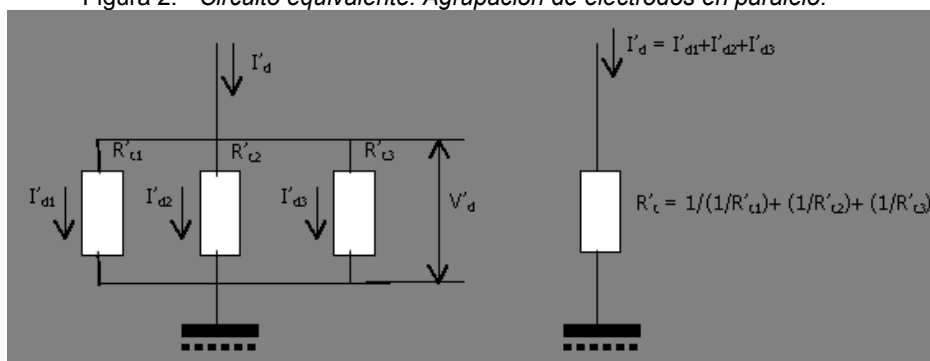 Figura 2. Circuito equivalente. Agrupación de electrodos en paralelo.
I'd
I'd = I'd1+I'd2+I'd3
R't1
R't2
R't3
I'd1
I'd2
I'd3
V'd
R't = 1/(1/R't1)+ (1/R't2)+ (1/R't3)